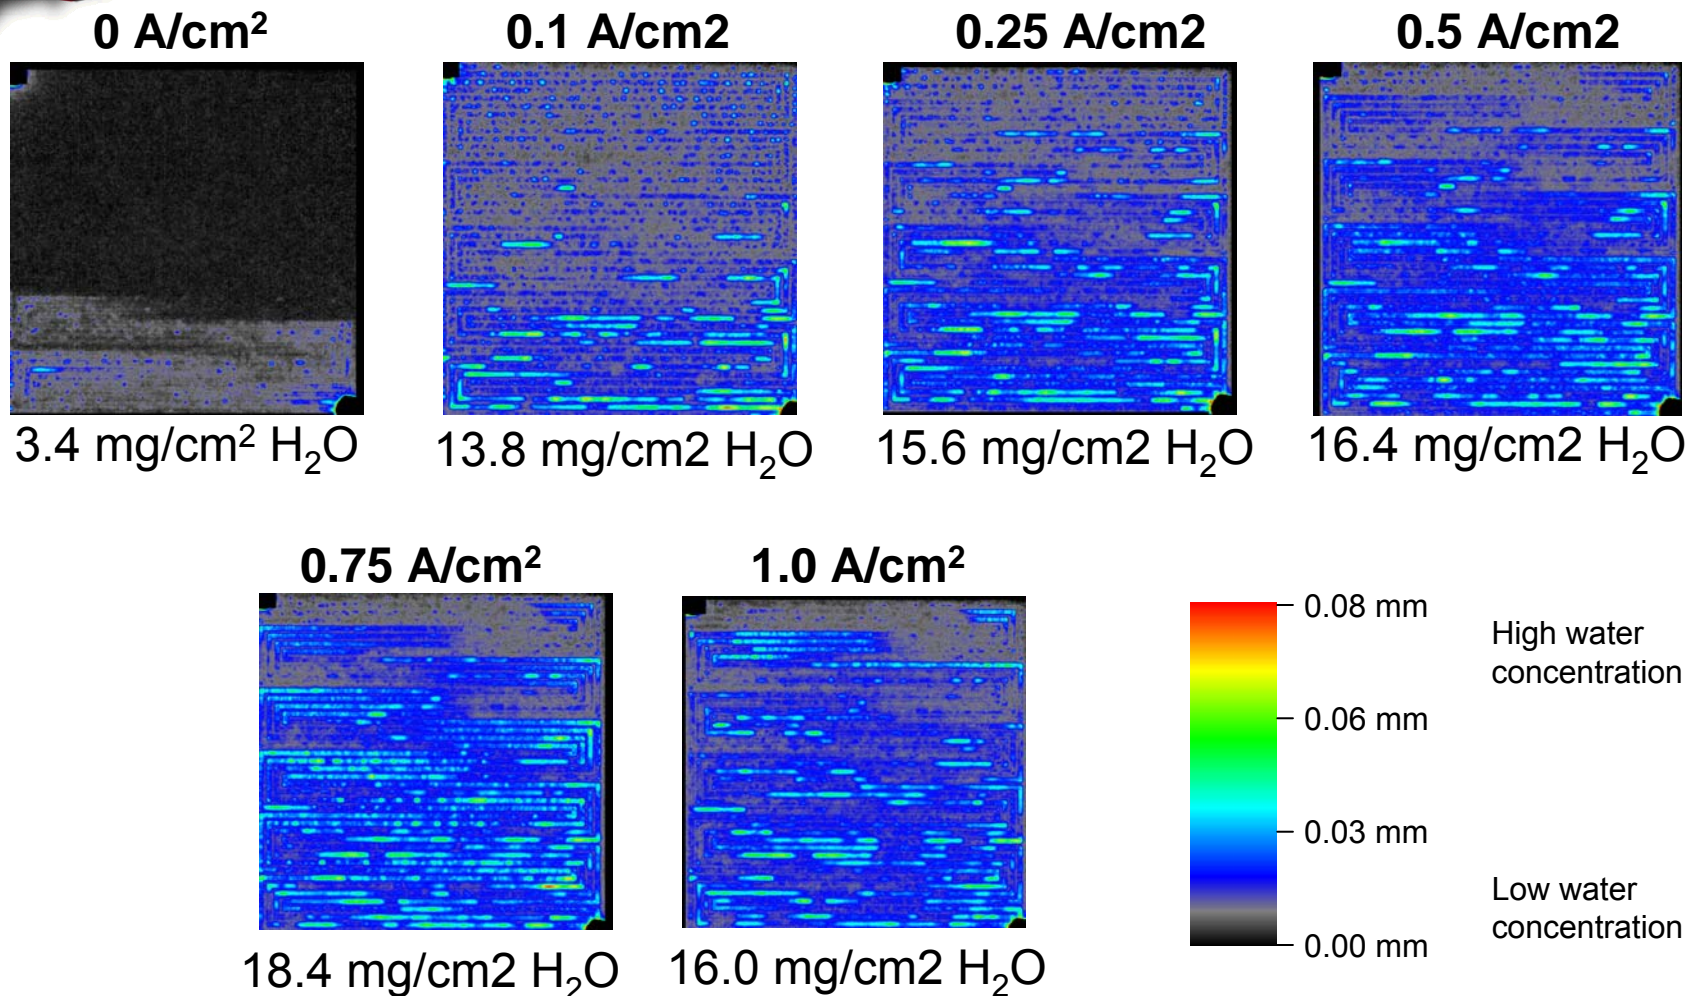 0 A/cm²
0.1 A/cm2
0.25 A/cm2
0.5 A/cm2
3.4 mg/cm² H₂O
13.8 mg/cm2 H₂O
15.6 mg/cm2 H₂O
16.4 mg/cm2 H₂O
0.75 A/cm²
1.0 A/cm²
18.4 mg/cm2 H₂O
16.0 mg/cm2 H₂O
0.08 mm
0.06 mm
0.03 mm
0.00 mm
High water
concentration
Low water
concentration